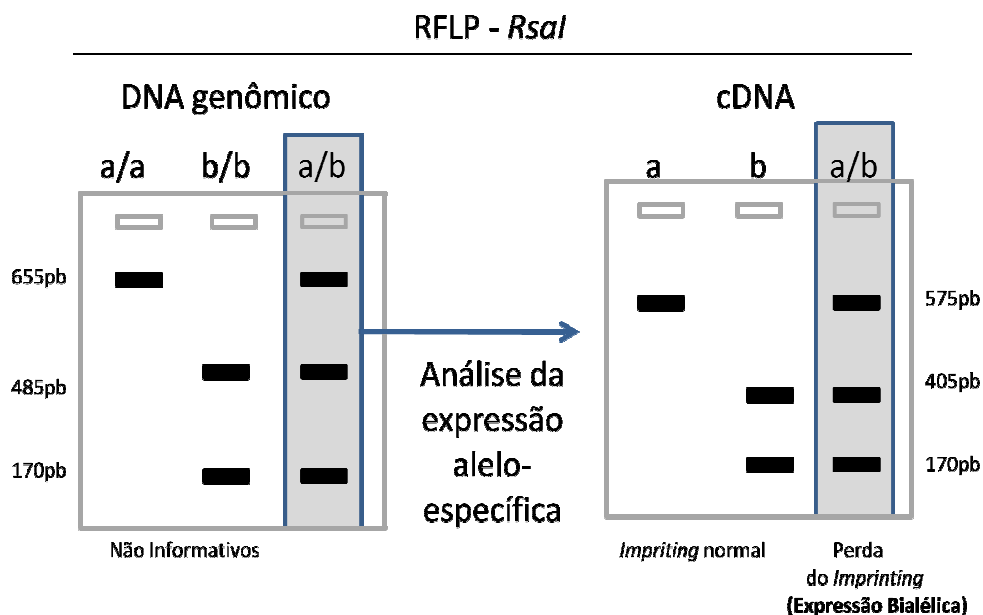 RFLP - RsaI
DNA genômico
a/a b/b a/b
655pb
485pb
170pb
Não Informativos
Análise da
expressão
alelo-
específica
cDNA
a b a/b
575pb
405pb
170pb
Impriting normal
Perda
do Imprinting
(Expressão Bialélica)